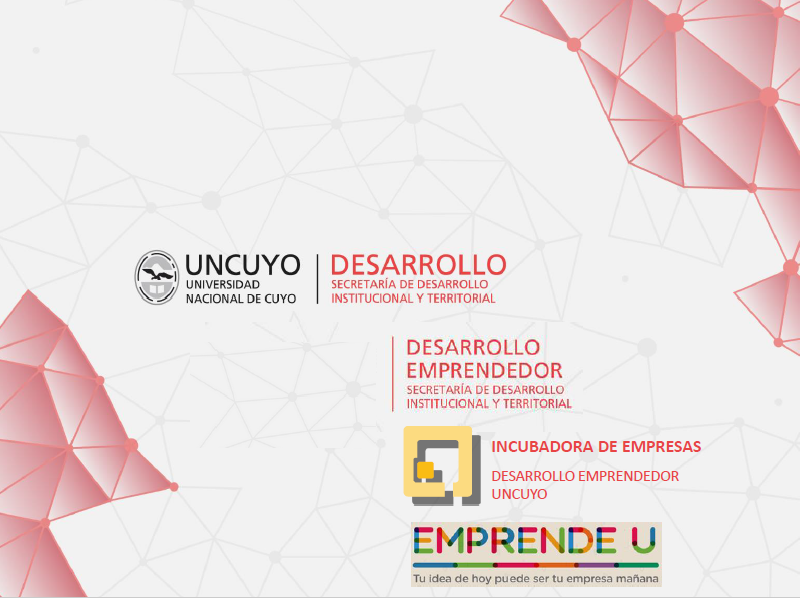 UNCUYO
UNIVERSIDAD
NACIONAL DE CUYO
DESARROLLO
SECRETARÍA DE DESARROLLO
INSTITUCIONAL Y TERRITORIAL
DESARROLLO
EMPRENDEDOR
SECRETARÍA DE DESARROLLO
INSTITUCIONAL Y TERRITORIAL
INCUBADORA DE EMPRESAS
DESARROLLO EMPRENDEDOR
UNCUYO
EMPRENDE U
Tu idea de hoy puede ser tu empresa mañana